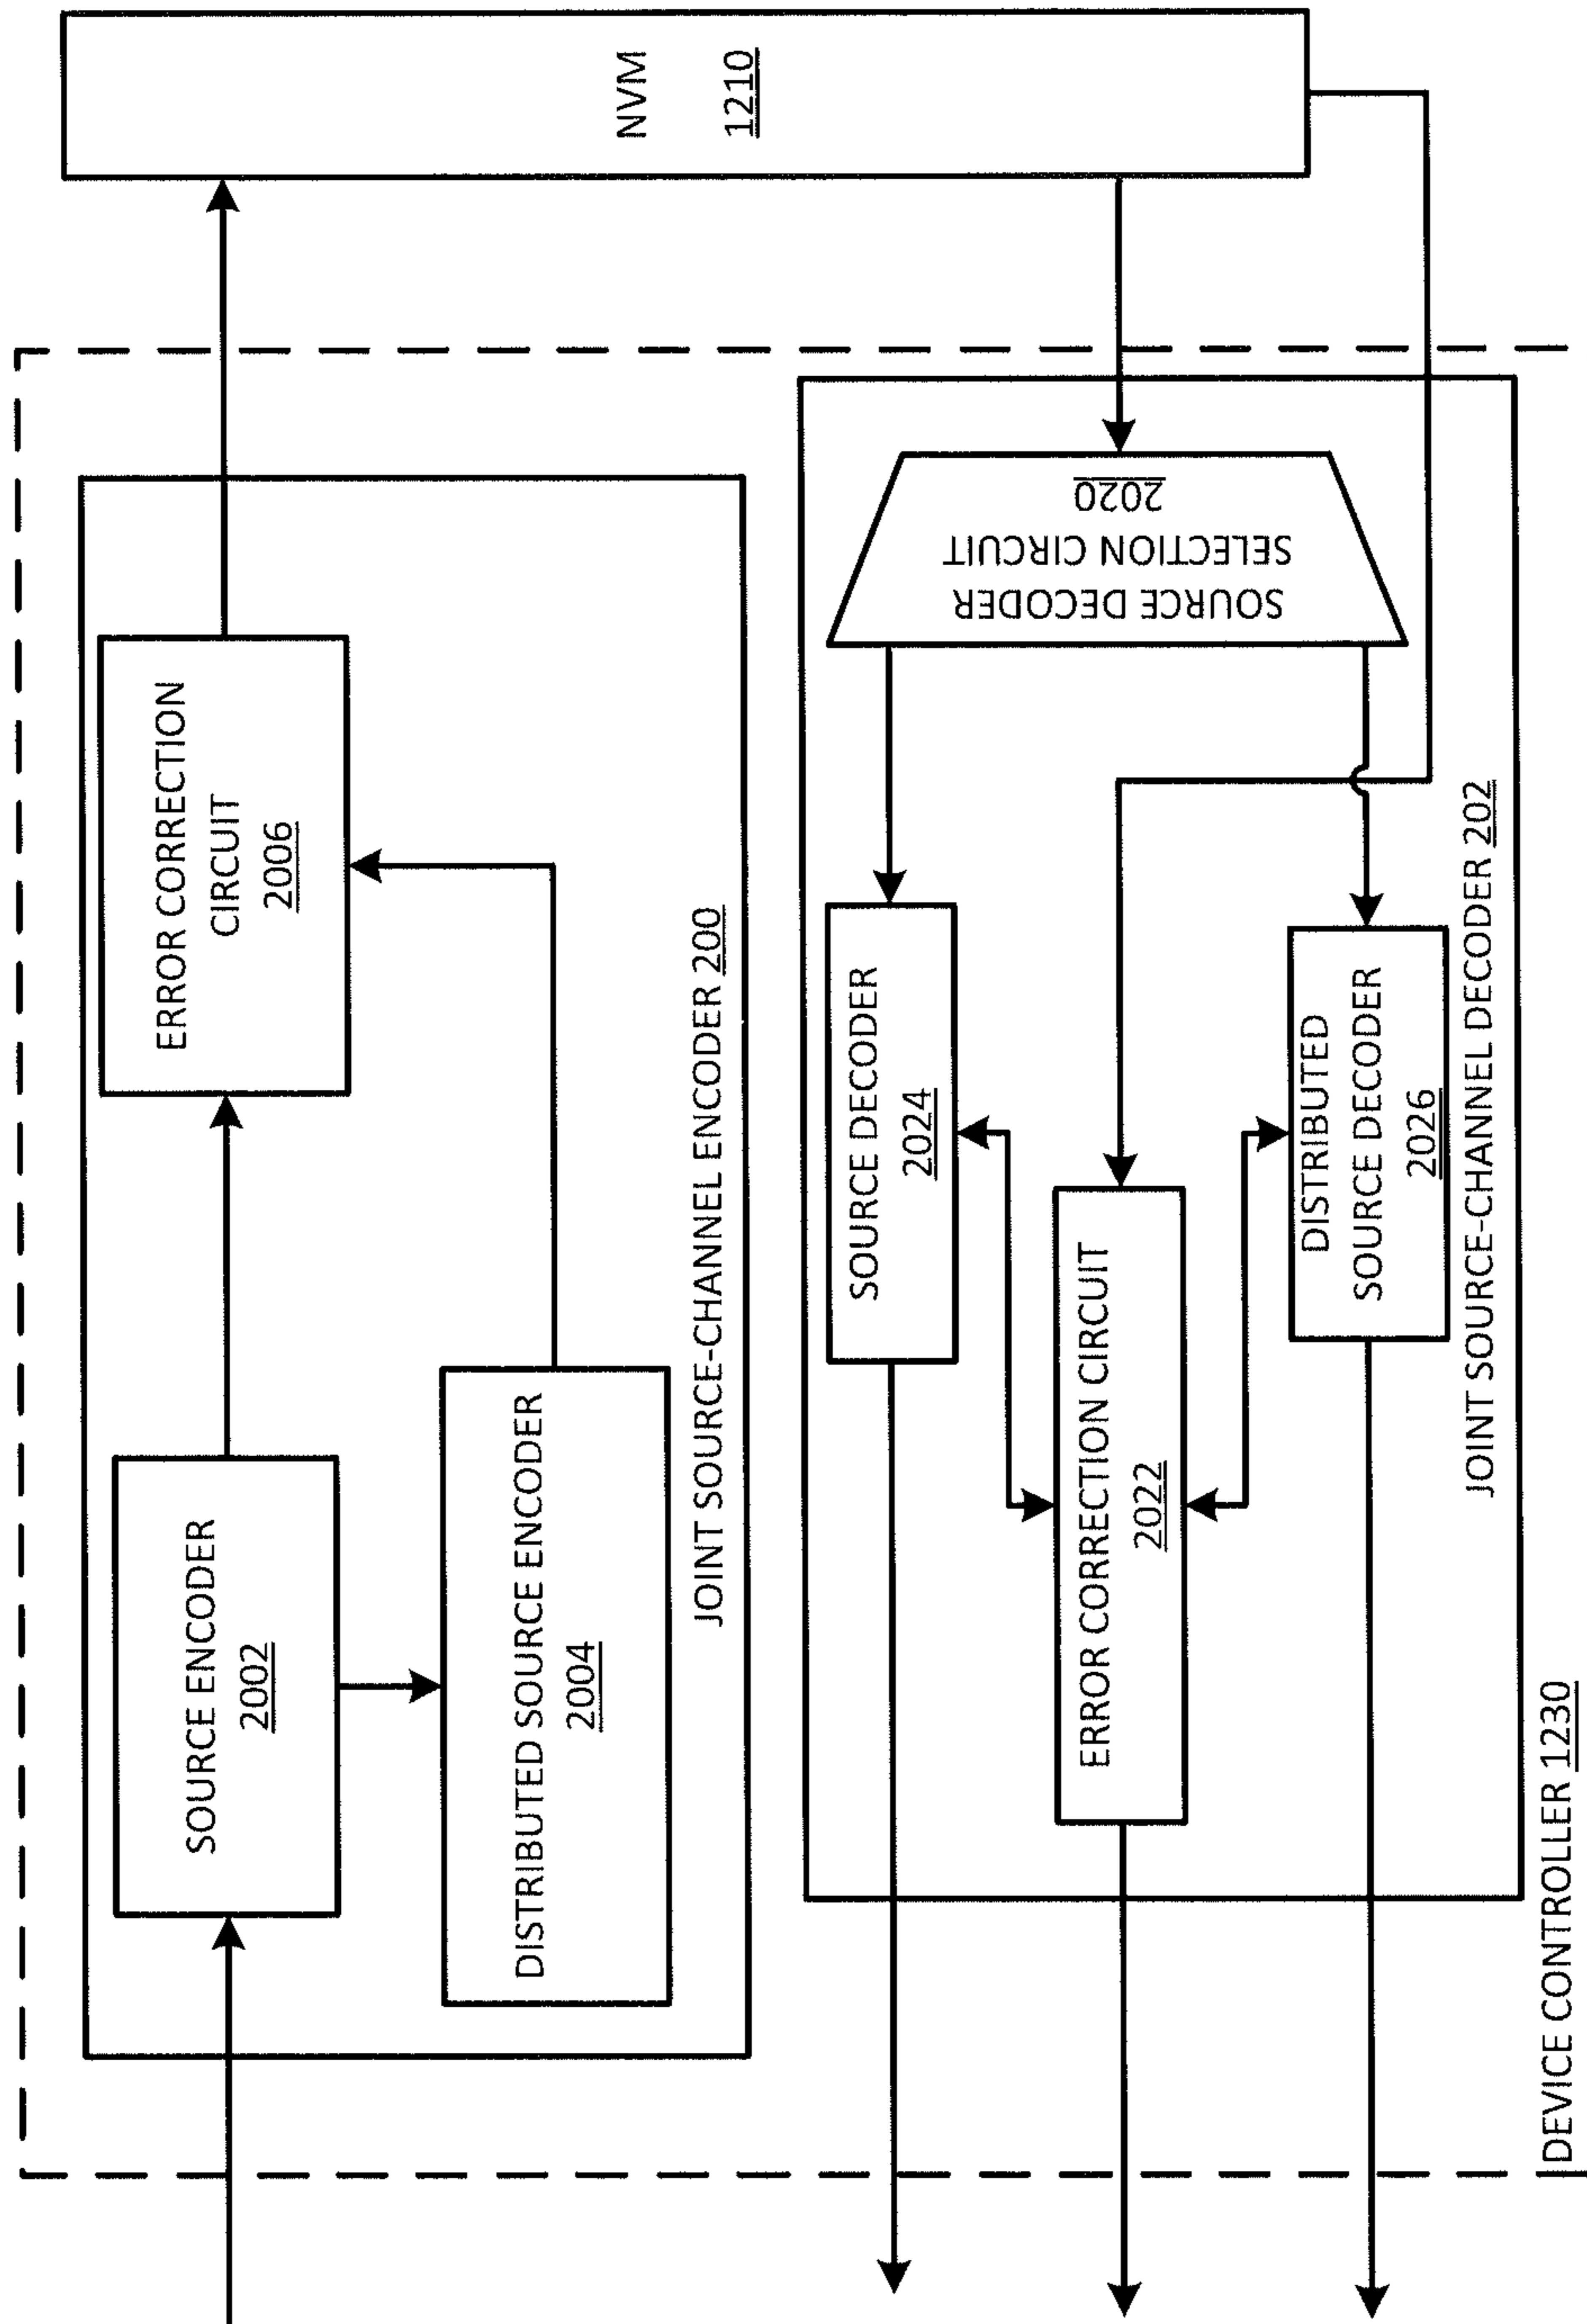 SOURCE ENCODER
2002
DISTRIBUTED SOURCE ENCODER
2004
ERROR CORRECTION
CIRCUIT
2006
JOINT SOURCE-CHANNEL ENCODER 200
NVM
1210
SOURCE DECODER
2024
ERROR CORRECTION CIRCUIT
2022
DISTRIBUTED
SOURCE DECODER
2026
SOURCE DECODER
SELECTION CIRCUIT
2020
JOINT SOURCE-CHANNEL DECODER 202
DEVICE CONTROLLER 1230